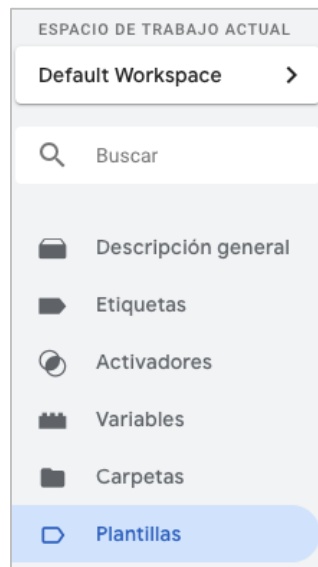 ESPACIO DE TRABAJO ACTUAL
Default Workspace
Buscar
Descripción general
Etiquetas
Activadores
Variables
Carpetas
Plantillas